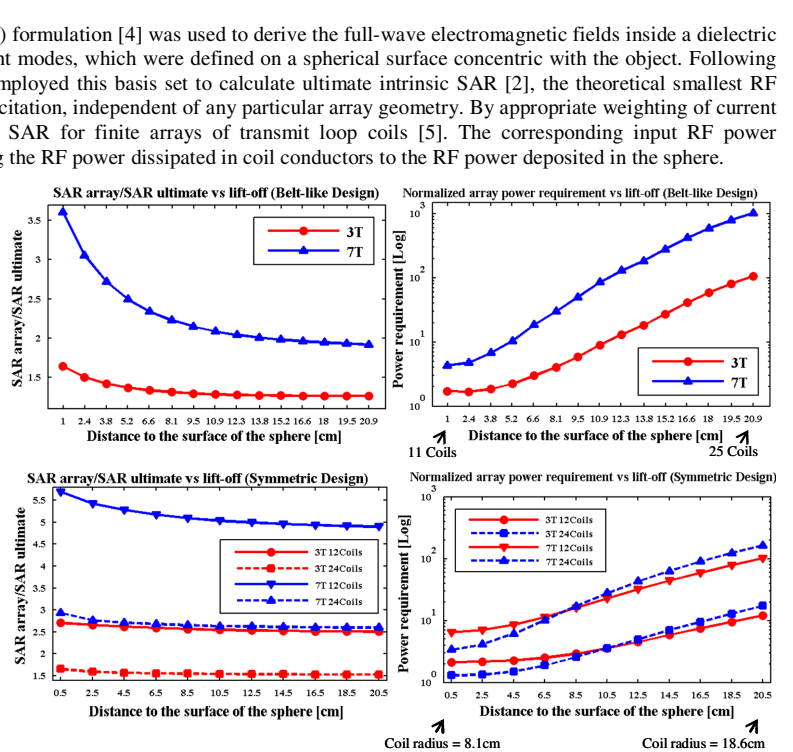 ) formulation [4] was used to derive the full-wave electromagnetic fields inside a dielectric
nt modes, which were defined on a spherical surface concentric with the object. Following
mployed this basis set to calculate ultimate intrinsic SAR [2], the theoretical smallest RF
citation, independent of any particular array geometry. By appropriate weighting of current
SAR for finite arrays of transmit loop coils [5]. The corresponding input RF power
g the RF power dissipated in coil conductors to the RF power deposited in the sphere.
SAR array/SAR ultimate vs lift-off (Belt-like Design)
SAR array/SAR ultimate
3.5
3
2.5
2
1.5
3T
7T
1 2.4 3.8 5.2 6.6 8.1 9.5 10.9 12.3 13.8 15.2 16.6 18 19.5 20.9
Distance to the surface of the sphere [cm]
Normalized array power requirement vs lift-off (Belt-like Design)
Power requirement [Log]
10^3
10^2
10^1
10^0
3T
7T
1 2.4 3.8 5.2 6.6 8.1 9.5 10.9 12.3 13.8 15.2 16.6 18 19.5 20.9
Distance to the surface of the sphere [cm]
11 Coils
25 Coils
SAR array/SAR ultimate vs lift-off (Symmetric Design)
SAR array/SAR ultimate
5.5
5
4.5
4
3.5
3
2.5
2
1.5
3T 12Coils
3T 24Coils
7T 12Coils
7T 24Coils
0.5 2.5 4.5 6.5 8.5 10.5 12.5 14.5 16.5 18.5 20.5
Distance to the surface of the sphere [cm]
Normalized array power requirement vs lift-off (Symmetric Design)
Power requirement [Log]
10^3
10^2
10^1
10^0
3T 12Coils
3T 24Coils
7T 12Coils
7T 24Coils
0.5 2.5 4.5 6.5 8.5 10.5 12.5 14.5 16.5 18.5 20.5
Distance to the surface of the sphere [cm]
Coil radius = 8.1cm
Coil radius = 18.6cm